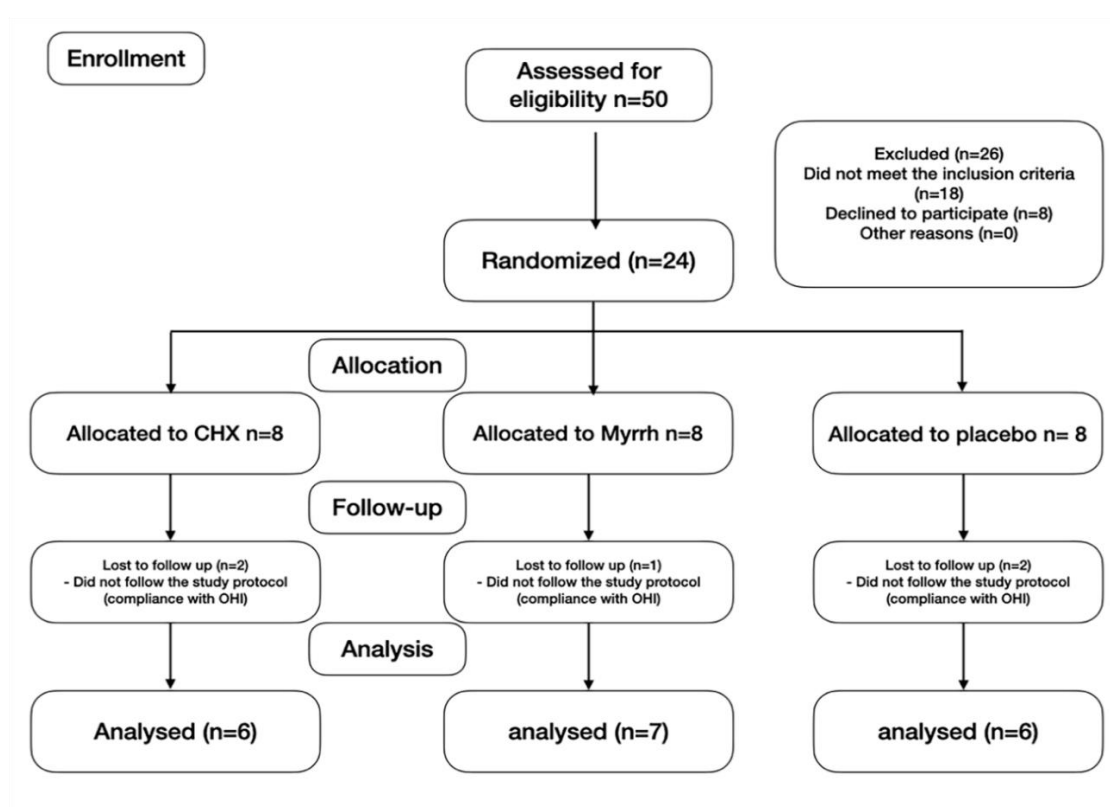 Enrollment
Assessed for
eligibility n=50
Excluded (n=26)
Did not meet the inclusion criteria
(n=18)
Declined to participate (n=8)
Other reasons (n=0)
Randomized (n=24)
Allocation
Allocated to CHX n=8
Allocated to Myrrh n=8
Allocated to placebo n= 8
Follow-up
Lost to follow up (n=2)
- Did not follow the study protocol
(compliance with OHI)
Lost to follow up (n=1)
- Did not follow the study protocol
(compliance with OHI)
Lost to follow up (n=2)
- Did not follow the study protocol
(compliance with OHI)
Analysis
Analysed (n=6)
analysed (n=7)
analysed (n=6)